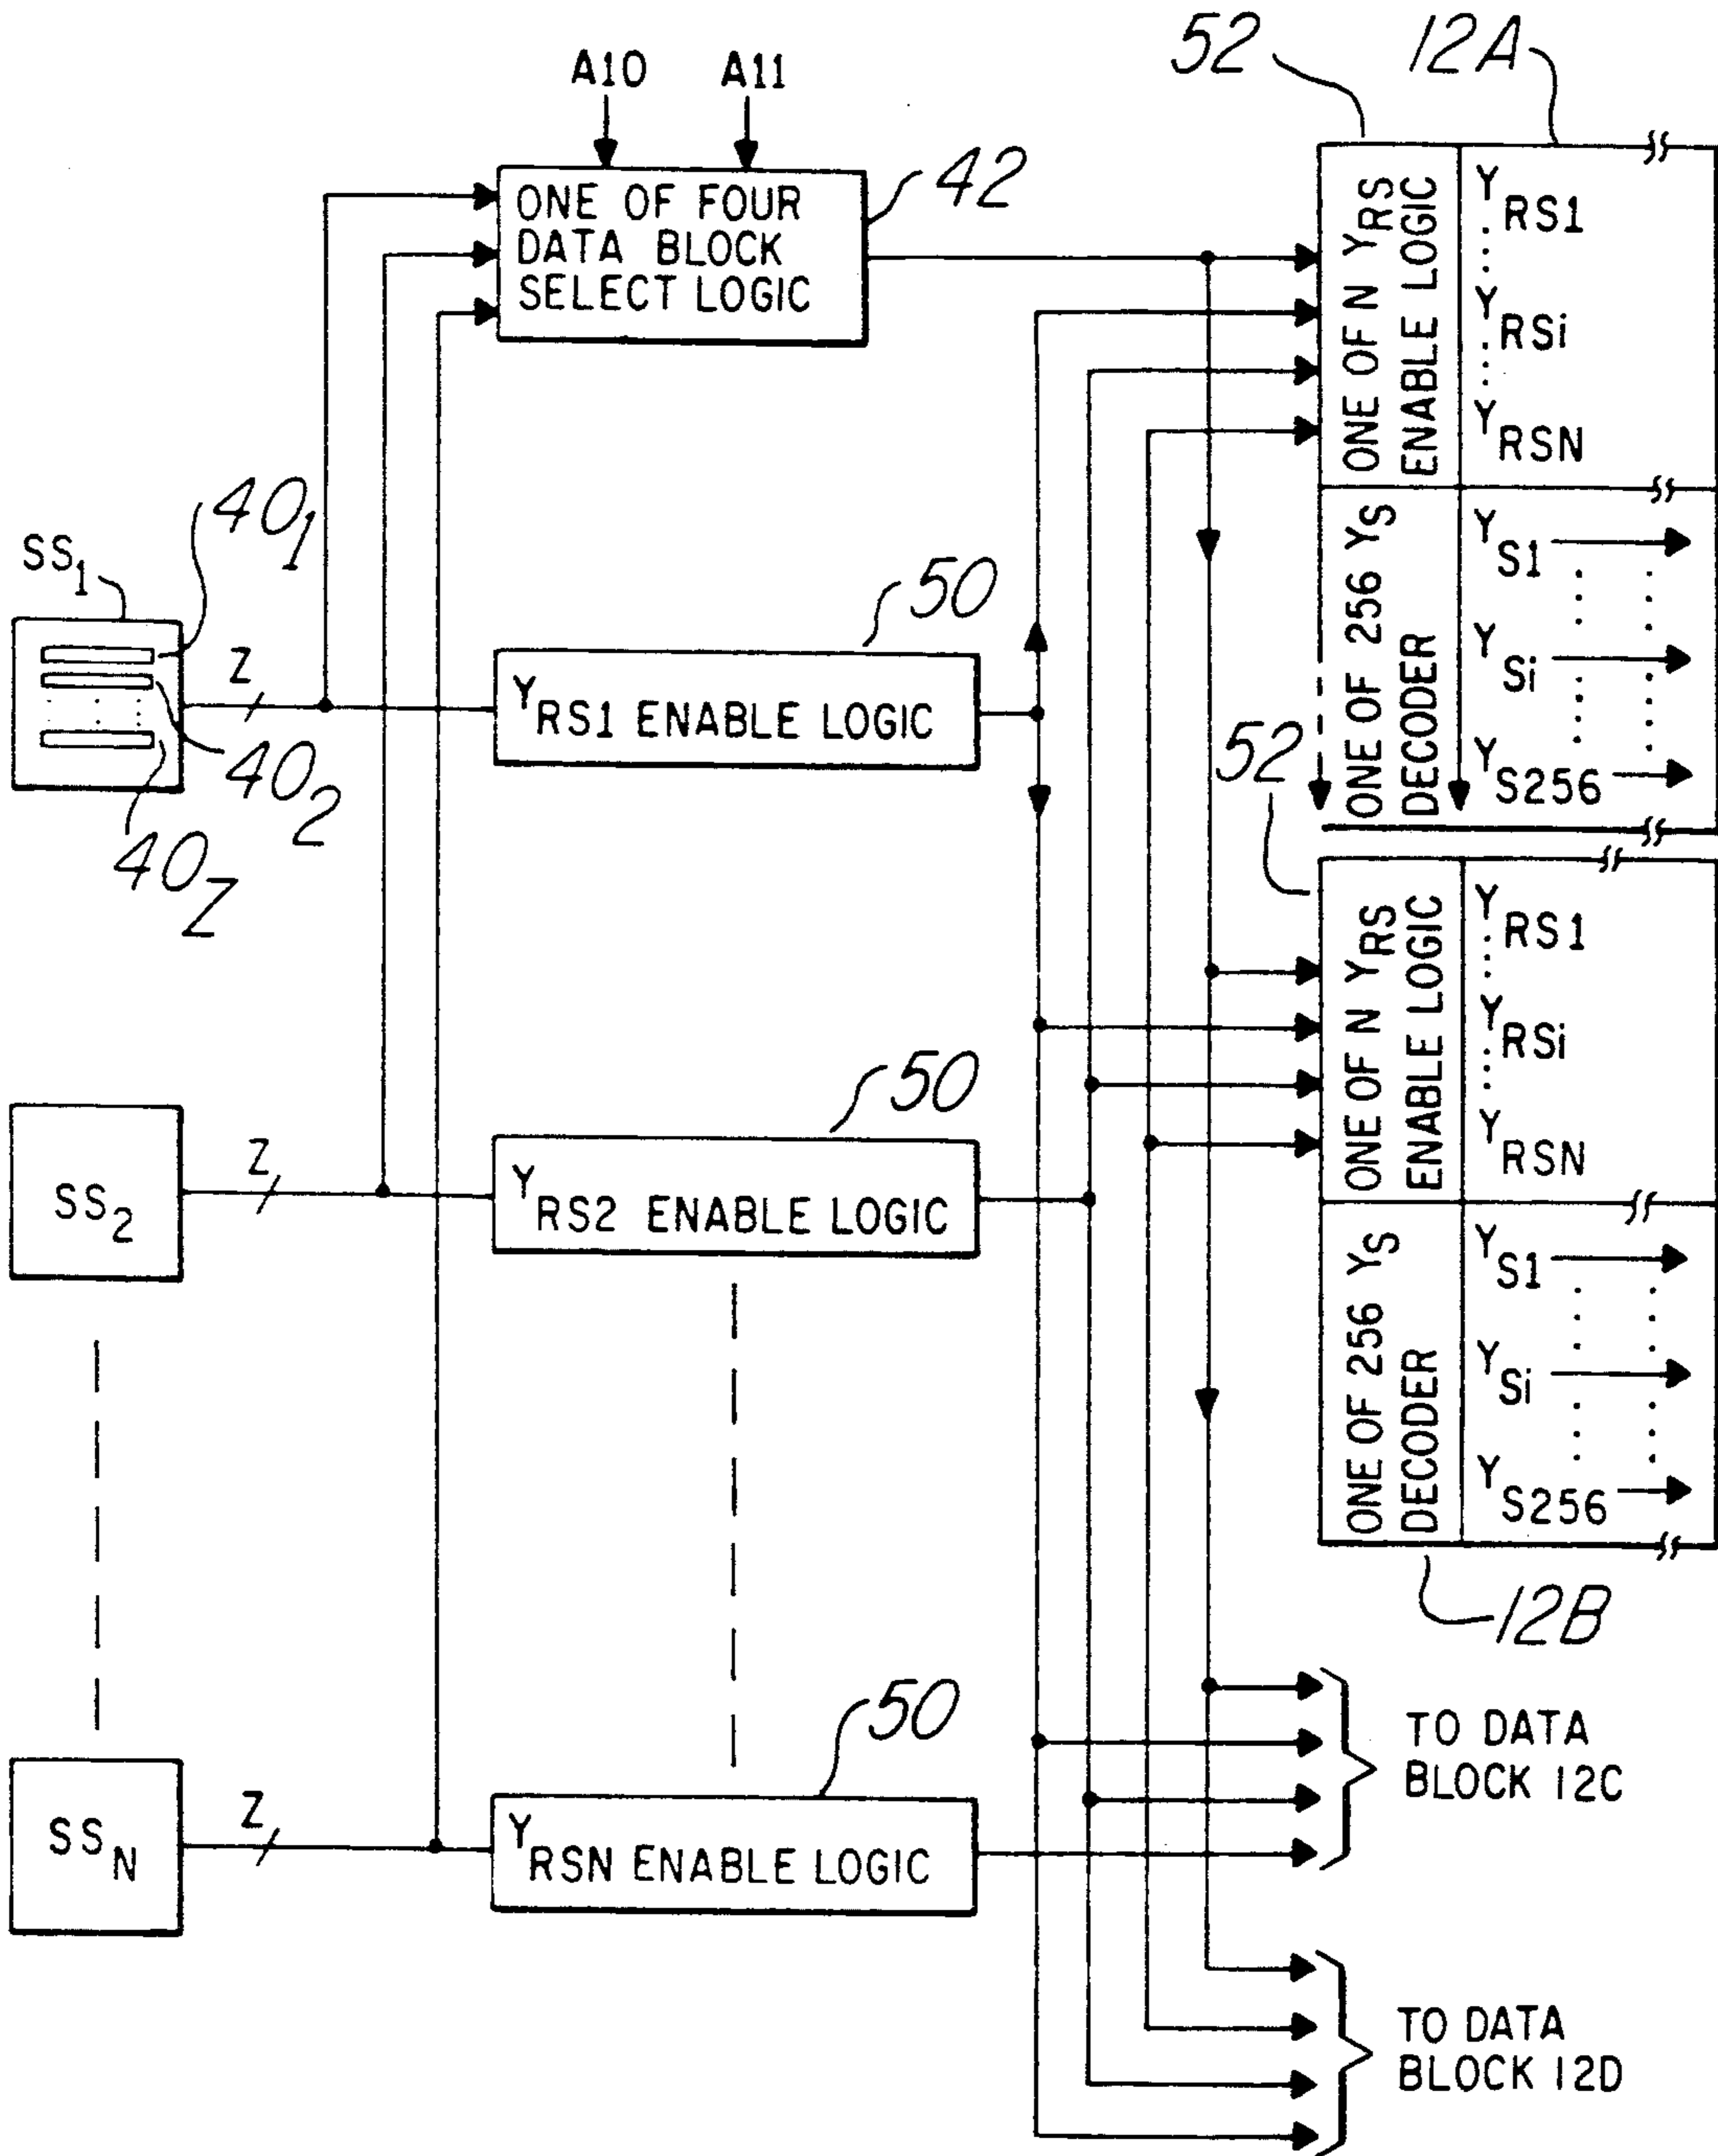 A10 A11
52
12A
ONE OF FOUR
DATA BLOCK
SELECT LOGIC
42
ONE OF N YRS
ENABLE LOGIC
YRS1
YRSi
YRSN
ONE OF 256 YS
DECODER
YS1
YSi
YS256
SS1
401
402
40Z
Z
50
YRS1 ENABLE LOGIC
52
ONE OF N YRS
ENABLE LOGIC
YRS1
YRSi
YRSN
ONE OF 256 YS
DECODER
YS1
YSi
YS256
12B
SS2
Z
50
YRS2 ENABLE LOGIC
SSN
Z
50
YRSN ENABLE LOGIC
TO DATA
BLOCK 12C
TO DATA
BLOCK 12D